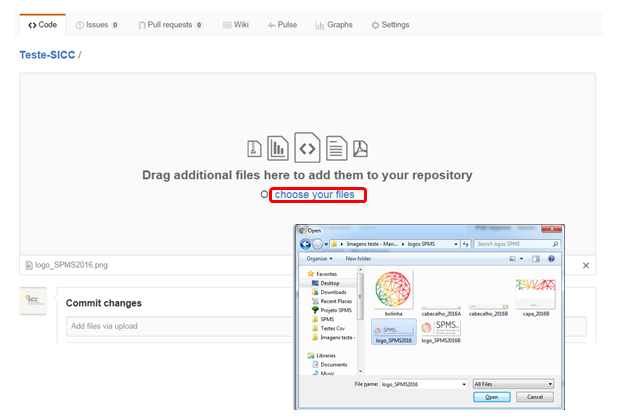 Code Issues 0 Pull requests 0 Wiki Pulse Graphs Settings
Teste-SICC /
Drag additional files here to add them to your repository
O choose your files
logo_SPMS2016.png
SICC
Commit changes
Add files via upload
Open
Imagens teste - Man... logos SPMS
Search logos SPMS
Organize New folder
Favorites
Desktop
Downloads
Recent Places
Projeto SPMS
SPMS
Testes Csv
Imagens teste -
Libraries
Documents
Music
bolinha
cabecalho_2016A
cabecalho_2016B
capa_2016B
SPMS
logo_SPMS2016
logo_SPMS2016B
File name: logo_SPMS2016
All Files
Open Cancel